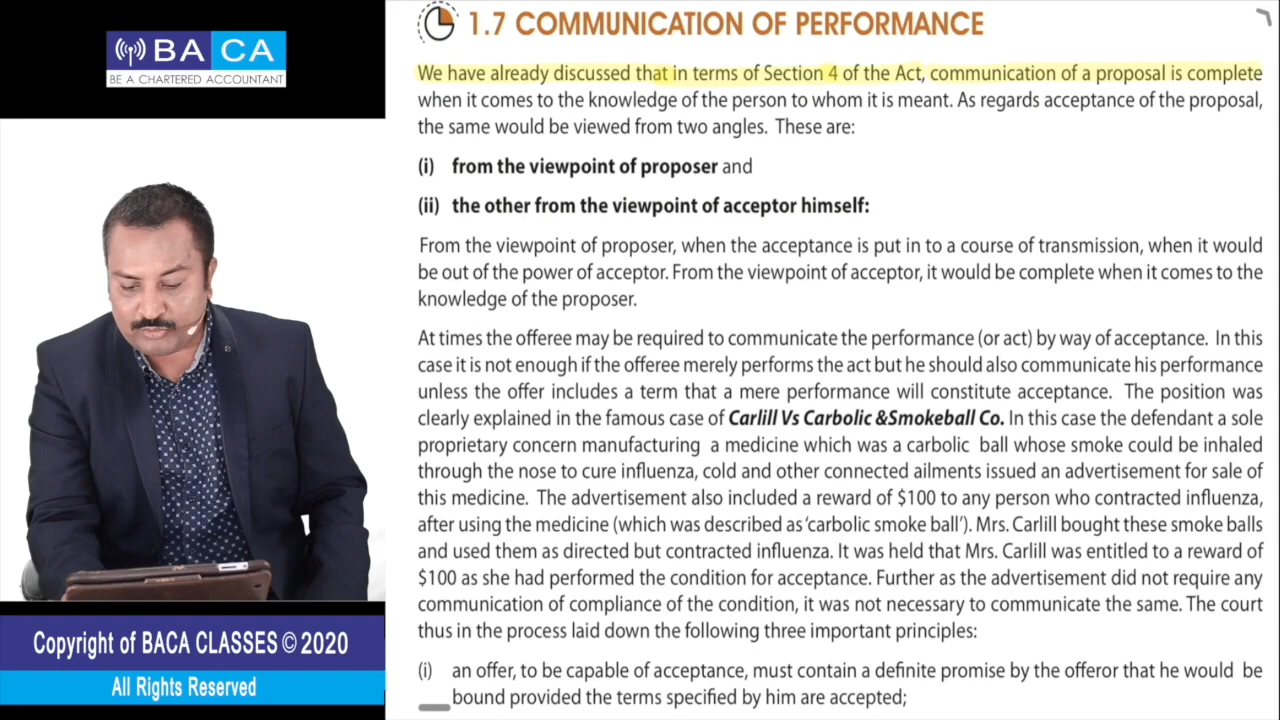 BA CA
BE A CHARTERED ACCOUNTANT
Copyright of BACA CLASSES © 2020
All Rights Reserved
1.7 COMMUNICATION OF PERFORMANCE
We have already discussed that in terms of Section 4 of the Act, communication of a proposal is complete
when it comes to the knowledge of the person to whom it is meant. As regards acceptance of the proposal,
the same would be viewed from two angles. These are:
(i) from the viewpoint of proposer and
(ii) the other from the viewpoint of acceptor himself:
From the viewpoint of proposer, when the acceptance is put in to a course of transmission, when it would
be out of the power of acceptor. From the viewpoint of acceptor, it would be complete when it comes to the
knowledge of the proposer.
At times the offeree may be required to communicate the performance (or act) by way of acceptance. In this
case it is not enough if the offeree merely performs the act but he should also communicate his performance
unless the offer includes a term that a mere performance will constitute acceptance. The position was
clearly explained in the famous case of Carlill Vs Carbolic &Smokeball Co. In this case the defendant a sole
proprietary concern manufacturing a medicine which was a carbolic ball whose smoke could be inhaled
through the nose to cure influenza, cold and other connected ailments issued an advertisement for sale of
this medicine. The advertisement also included a reward of $100 to any person who contracted influenza,
after using the medicine (which was described as ‘carbolic smoke ball’). Mrs. Carlill bought these smoke balls
and used them as directed but contracted influenza. It was held that Mrs. Carlill was entitled to a reward of
$100 as she had performed the condition for acceptance. Further as the advertisement did not require any
communication of compliance of the condition, it was not necessary to communicate the same. The court
thus in the process laid down the following three important principles:
(i) an offer, to be capable of acceptance, must contain a definite promise by the offeror that he would be
bound provided the terms specified by him are accepted;